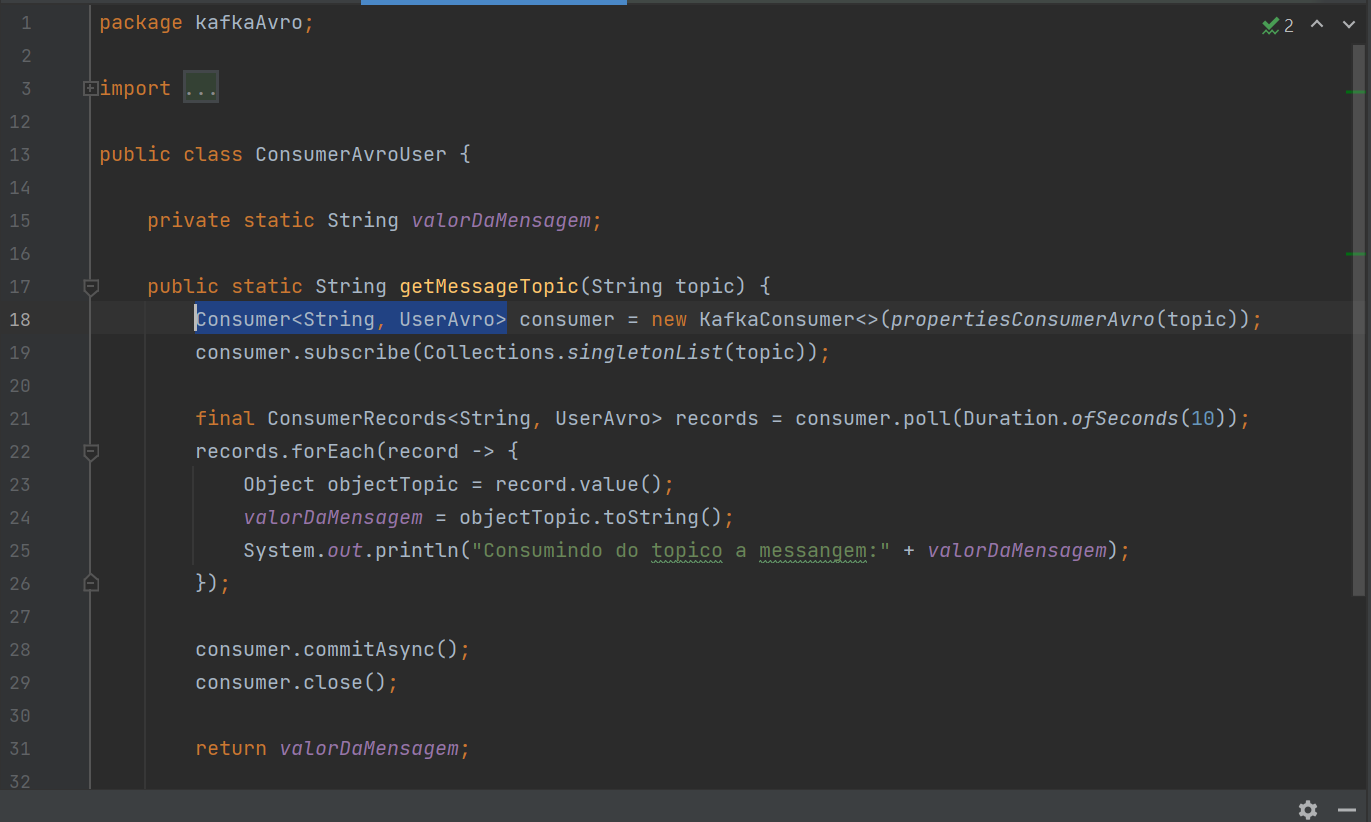 1 package kafkaAvro;
2
3 import ...
12
13 public class ConsumerAvroUser {
14
15     private static String valorDaMensagem;
16
17     public static String getMessageTopic(String topic) {
18         Consumer<String, UserAvro> consumer = new KafkaConsumer<>(propertiesConsumerAvro(topic));
19         consumer.subscribe(Collections.singletonList(topic));
20
21         final ConsumerRecords<String, UserAvro> records = consumer.poll(Duration.ofSeconds(10));
22         records.forEach(record -> {
23             Object objectTopic = record.value();
24             valorDaMensagem = objectTopic.toString();
25             System.out.println("Consumindo do topico a messangem:" + valorDaMensagem);
26         });
27
28         consumer.commitAsync();
29         consumer.close();
30
31         return valorDaMensagem;
32
2